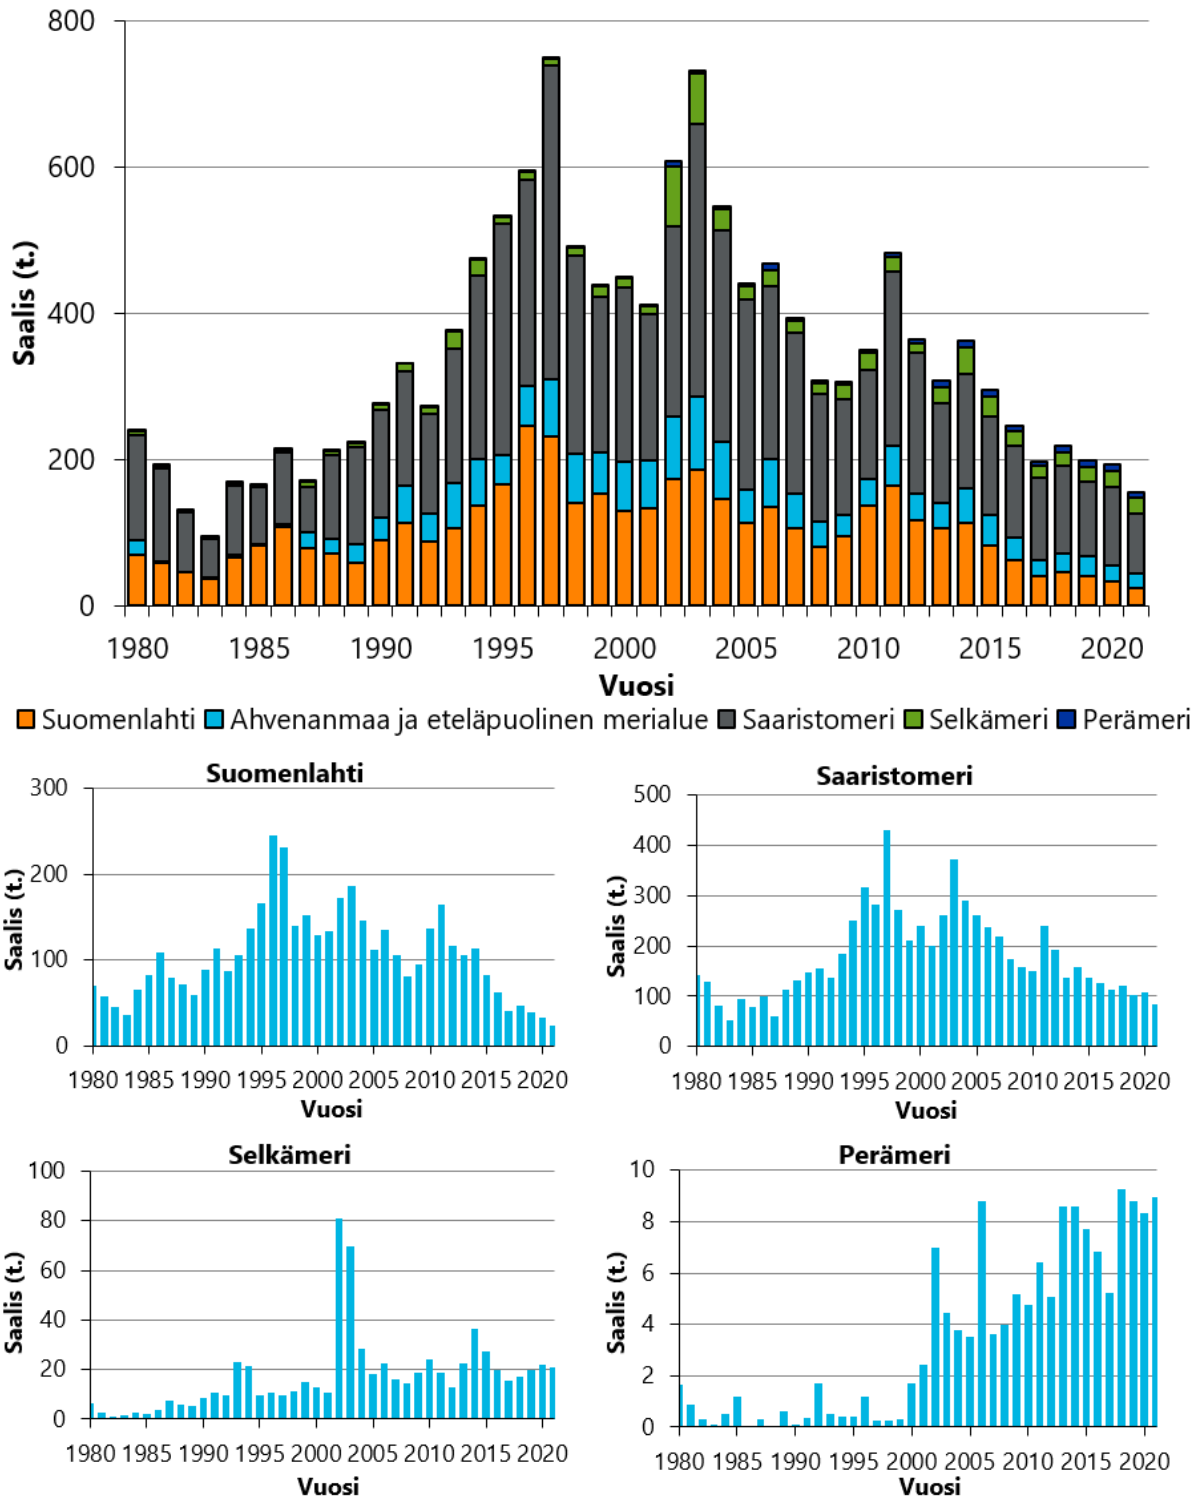 800
600
400
200
0
Saalis (t.)
1980 1985 1990 1995 2000 2005 2010 2015 2020
Vuosi
Suomenlahti Ahvenanmaa ja eteläpuolinen merialue Saaristomeri Selkämeri Perämeri
Suomenlahti
300
200
100
0
Saalis (t.)
1980 1985 1990 1995 2000 2005 2010 2015 2020
Vuosi
Saaristomeri
500
400
300
200
100
0
Saalis (t.)
1980 1985 1990 1995 2000 2005 2010 2015 2020
Vuosi
Selkämeri
100
80
60
40
20
0
Saalis (t.)
1980 1985 1990 1995 2000 2005 2010 2015 2020
Vuosi
Perämeri
10
8
6
4
2
0
Saalis (t.)
1980 1985 1990 1995 2000 2005 2010 2015 2020
Vuosi